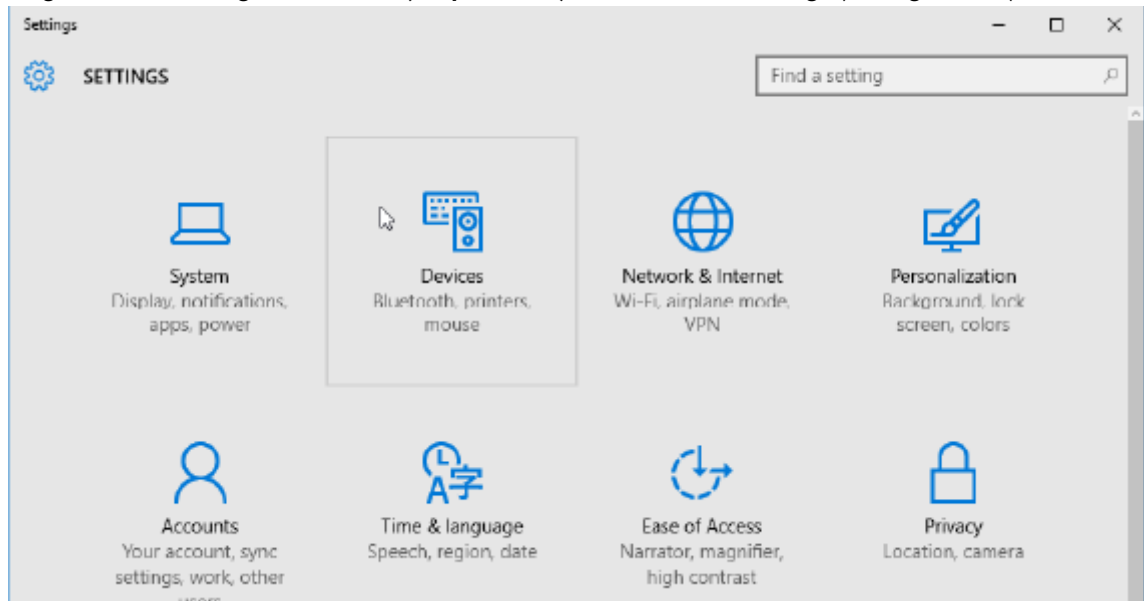 Settings
SETTINGS
Find a setting
System
Display, notifications,
apps, power
Devices
Bluetooth, printers,
mouse
Network & Internet
Wi-Fi, airplane mode,
VPN
Personalization
Background, lock
screen, colors
Accounts
Your account, sync
settings, work, other
users
Time & language
Speech, region, date
Ease of Access
Narrator, magnifier,
high contrast
Privacy
Location, camera